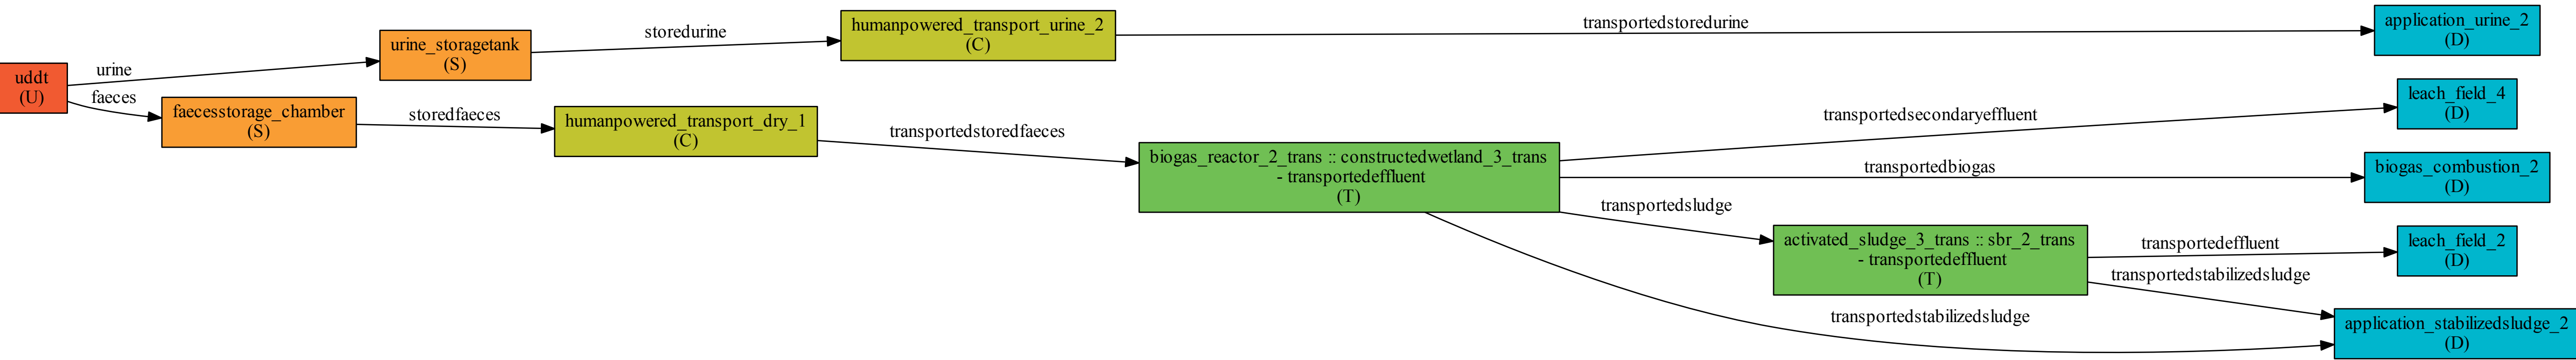 uddt
(U)
urine
faeces
urine_storagetank
(S)
faecesstorage_chamber
(S)
storedurine
storedfaeces
humanpowered_transport_urine_2
(C)
humanpowered_transport_dry_1
(C)
transportedstoredurine
transportedstoredfaeces
biogas_reactor_2_trans :: constructedwetland_3_trans
- transportedeffluent
(T)
transportedsecondaryeffluent
transportedbiogas
transportedsludge
transportedstabilizedsludge
activated_sludge_3_trans :: sbr_2_trans
- transportedeffluent
(T)
transportedeffluent
transportedstabilizedsludge
application_urine_2
(D)
leach_field_4
(D)
biogas_combustion_2
(D)
leach_field_2
(D)
application_stabilizedsludge_2
(D)